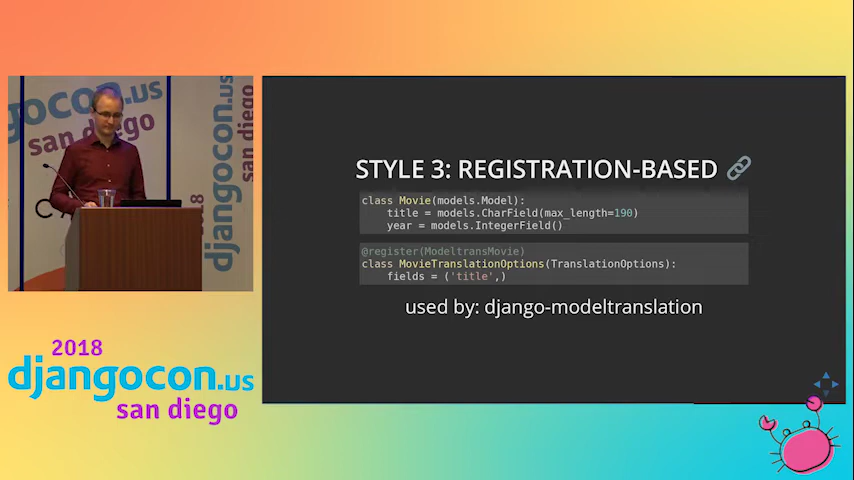 gocon.us
san diego
djangocon.us
san diego
2018
djangocon.us
san diego
STYLE 3: REGISTRATION-BASED
class Movie(models.Model):
    title = models.CharField(max_length=190)
    year = models.IntegerField()
@register(ModeltransMovie)
class MovieTranslationOptions(TranslationOptions):
    fields = ('title',)
used by: django-modeltranslation